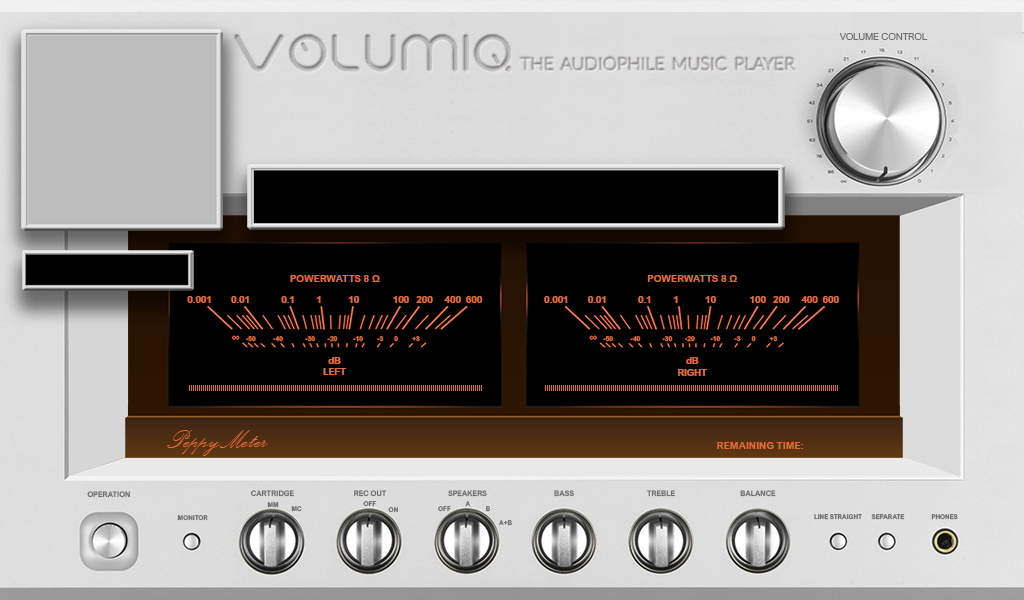 VOLUMIO THE AUDIOPHILE MUSIC PLAYER
VOLUME CONTROL
POWERWATTS 8 Ω
0.001 0.01 0.1 1 10 100 200 400 600
∞ -50 -40 -30 -20 -10 -3 0 +3
dB
LEFT
POWERWATTS 8 Ω
0.001 0.01 0.1 1 10 100 200 400 600
∞ -50 -40 -30 -20 -10 -3 0 +3
dB
RIGHT
PeppyMeter
REMAINING TIME:
OPERATION
MONITOR
CARTRIDGE
MM MC
REC OUT
OFF ON
SPEAKERS
OFF A B A+B
BASS
TREBLE
BALANCE
LINE STRAIGHT
SEPARATE
PHONES